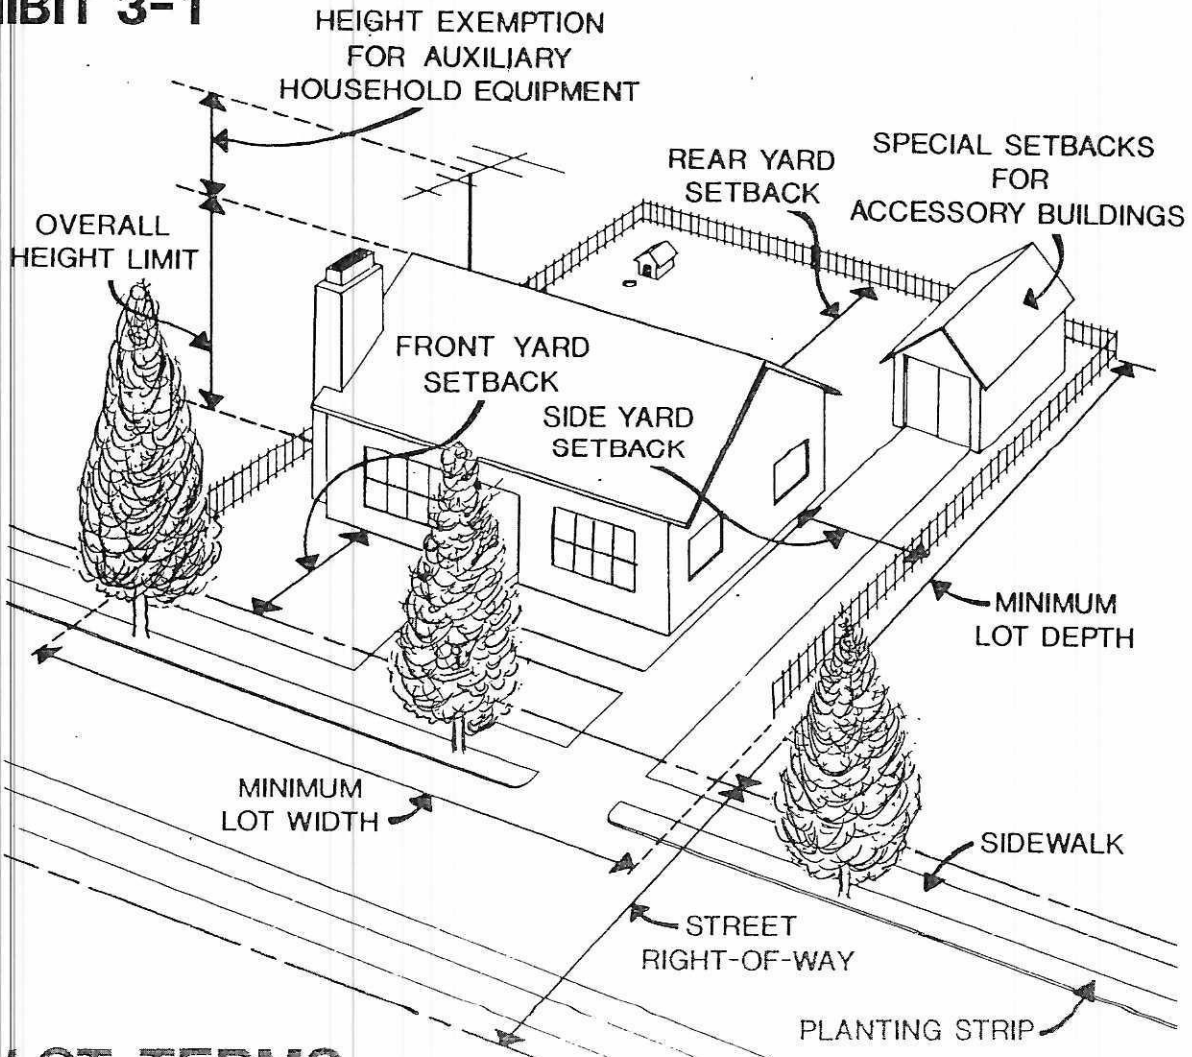 3-1
HEIGHT EXEMPTION
FOR AUXILIARY
HOUSEHOLD EQUIPMENT
REAR YARD
SETBACK
SPECIAL SETBACKS
FOR
ACCESSORY BUILDINGS
OVERALL
HEIGHT LIMIT
FRONT YARD
SETBACK
SIDE YARD
SETBACK
MINIMUM
LOT DEPTH
MINIMUM
LOT WIDTH
SIDEWALK
STREET
RIGHT-OF-WAY
PLANTING STRIP
LOT TERMS